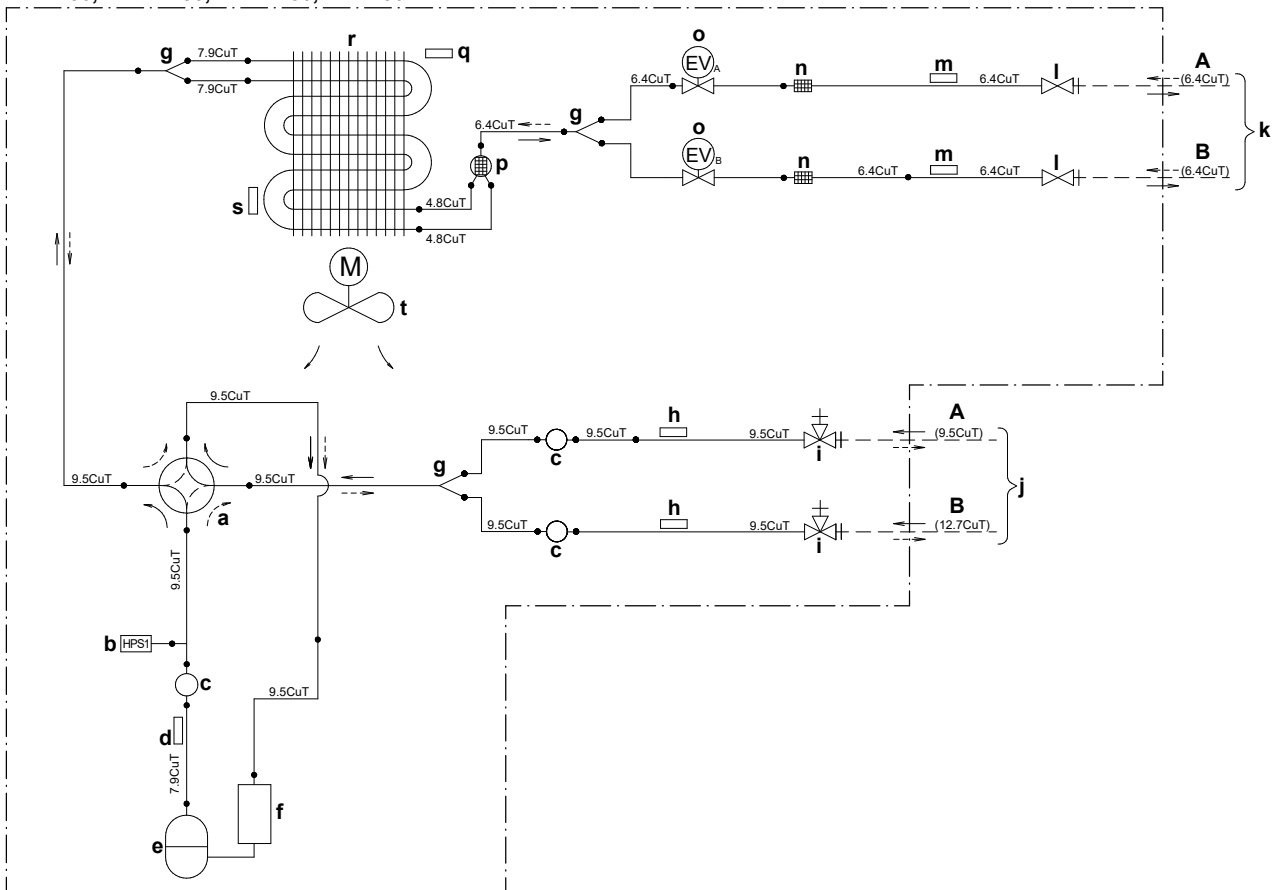 r q o
g 7.9CuT EV A n m l A
7.9CuT 6.4CuT 6.4CuT (6.4CuT)
6.4CuT g o k
p EV B n m l B
6.4CuT 6.4CuT (6.4CuT)
s 4.8CuT
4.8CuT
M
t
9.5CuT
h A
9.5CuT 9.5CuT 9.5CuT (9.5CuT)
c i
9.5CuT 9.5CuT g j
a h B
9.5CuT 9.5CuT (12.7CuT)
c i
9.5CuT
b HPS1
c
9.5CuT
d
7.9CuT
f
e